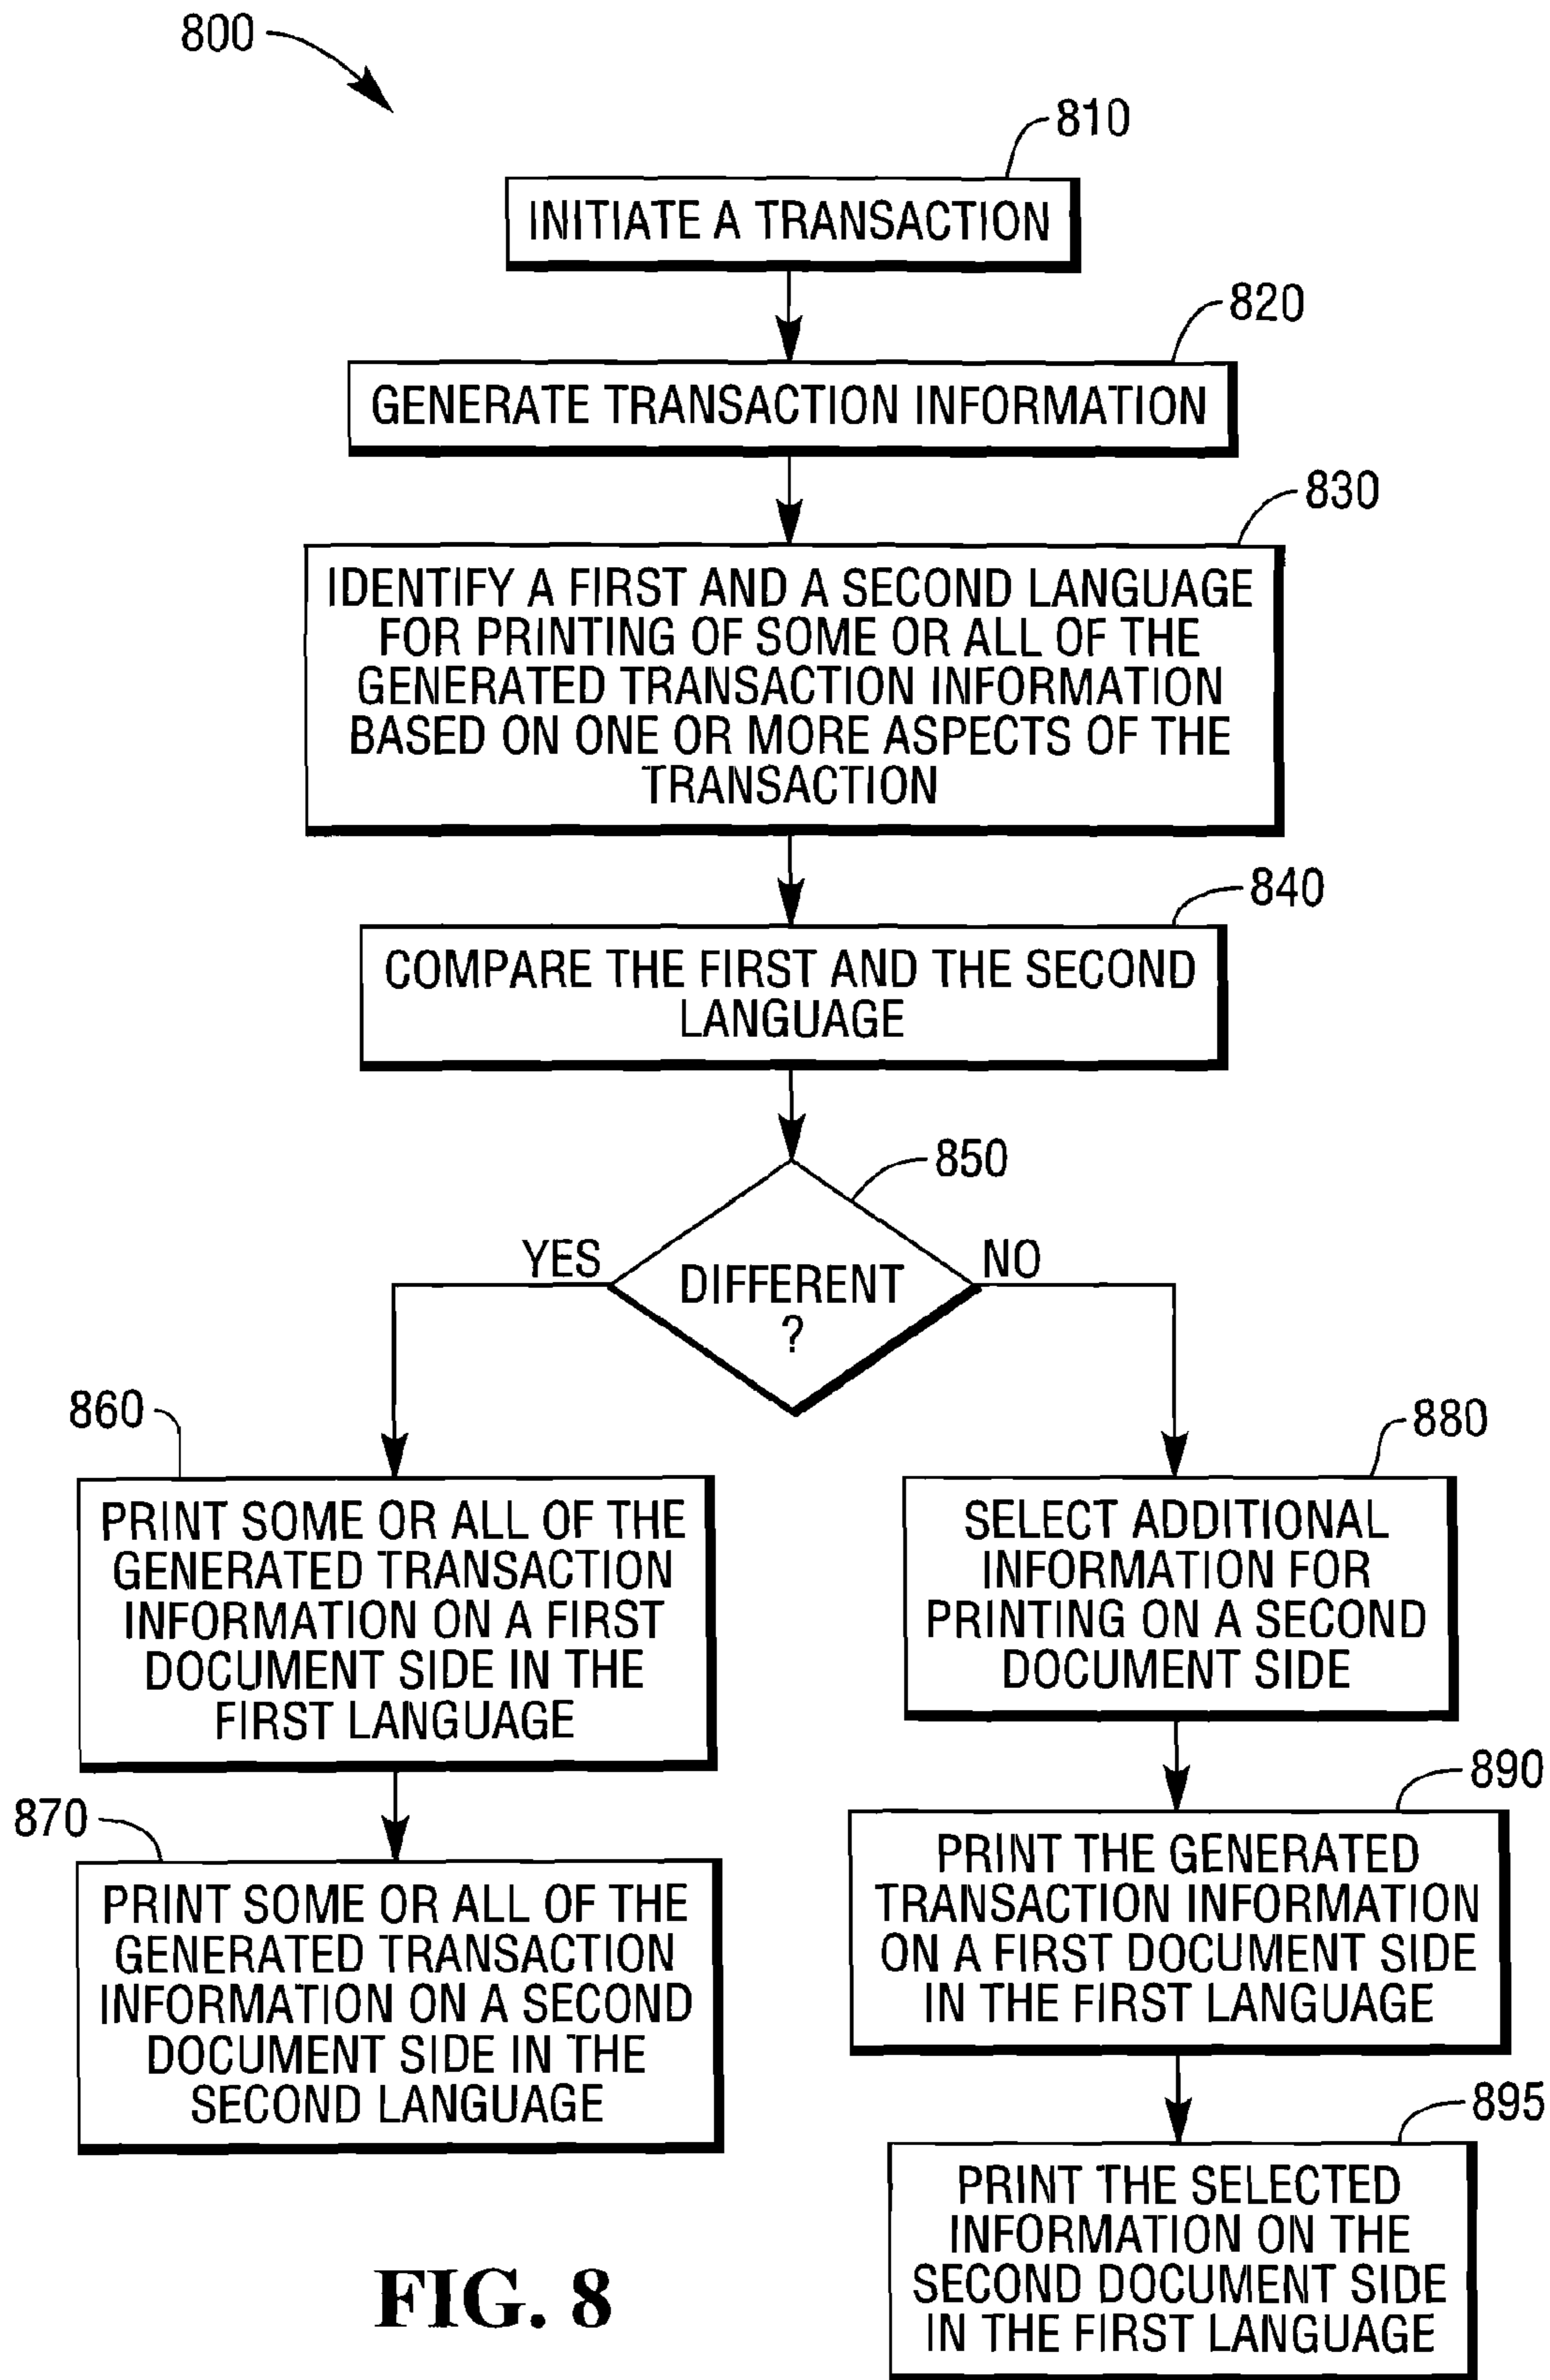 800
810
INITIATE A TRANSACTION
820
GENERATE TRANSACTION INFORMATION
830
IDENTIFY A FIRST AND A SECOND LANGUAGE
FOR PRINTING OF SOME OR ALL OF THE
GENERATED TRANSACTION INFORMATION
BASED ON ONE OR MORE ASPECTS OF THE
TRANSACTION
840
COMPARE THE FIRST AND THE SECOND
LANGUAGE
850
YES
DIFFERENT
?
NO
860
PRINT SOME OR ALL OF THE
GENERATED TRANSACTION
INFORMATION ON A FIRST
DOCUMENT SIDE IN THE
FIRST LANGUAGE
870
PRINT SOME OR ALL OF THE
GENERATED TRANSACTION
INFORMATION ON A SECOND
DOCUMENT SIDE IN THE
SECOND LANGUAGE
880
SELECT ADDITIONAL
INFORMATION FOR
PRINTING ON A SECOND
DOCUMENT SIDE
890
PRINT THE GENERATED
TRANSACTION INFORMATION
ON A FIRST DOCUMENT SIDE
IN THE FIRST LANGUAGE
895
PRINT THE SELECTED
INFORMATION ON THE
SECOND DOCUMENT SIDE
IN THE FIRST LANGUAGE
FIG. 8